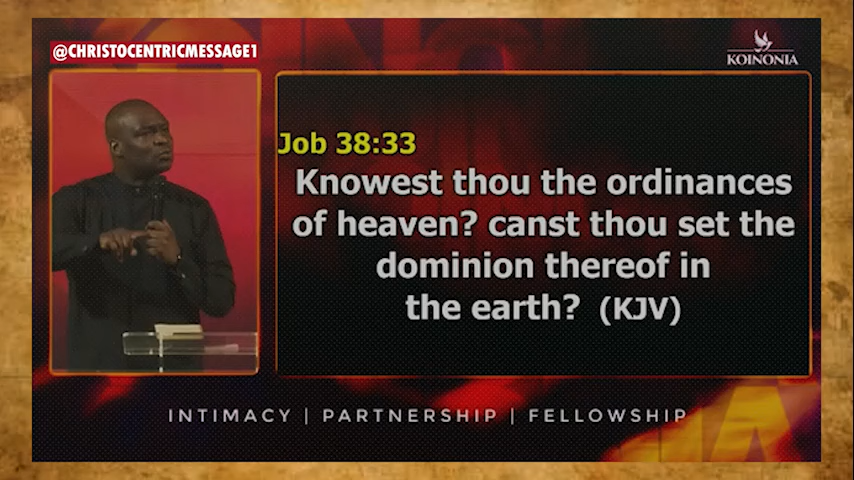 @CHRISTOCENTRICMESSAGE1
KOINONIA
Job 38:33
Knowest thou the ordinances
of heaven? canst thou set the
dominion thereof in
the earth? (KJV)
INTIMACY | PARTNERSHIP | FELLOWSHIP